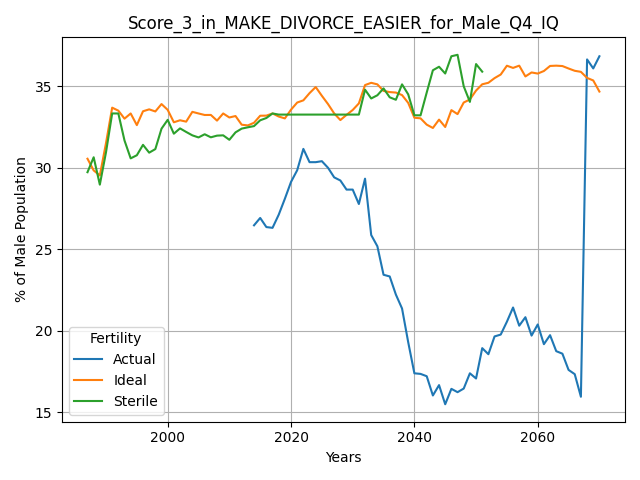 Score_3_in_MAKE_DIVORCE_EASIER_for_Male_Q4_IQ
% of Male Population
35
30
25
20
15
Fertility
Actual
Ideal
Sterile
2000
2020
2040
2060
Years